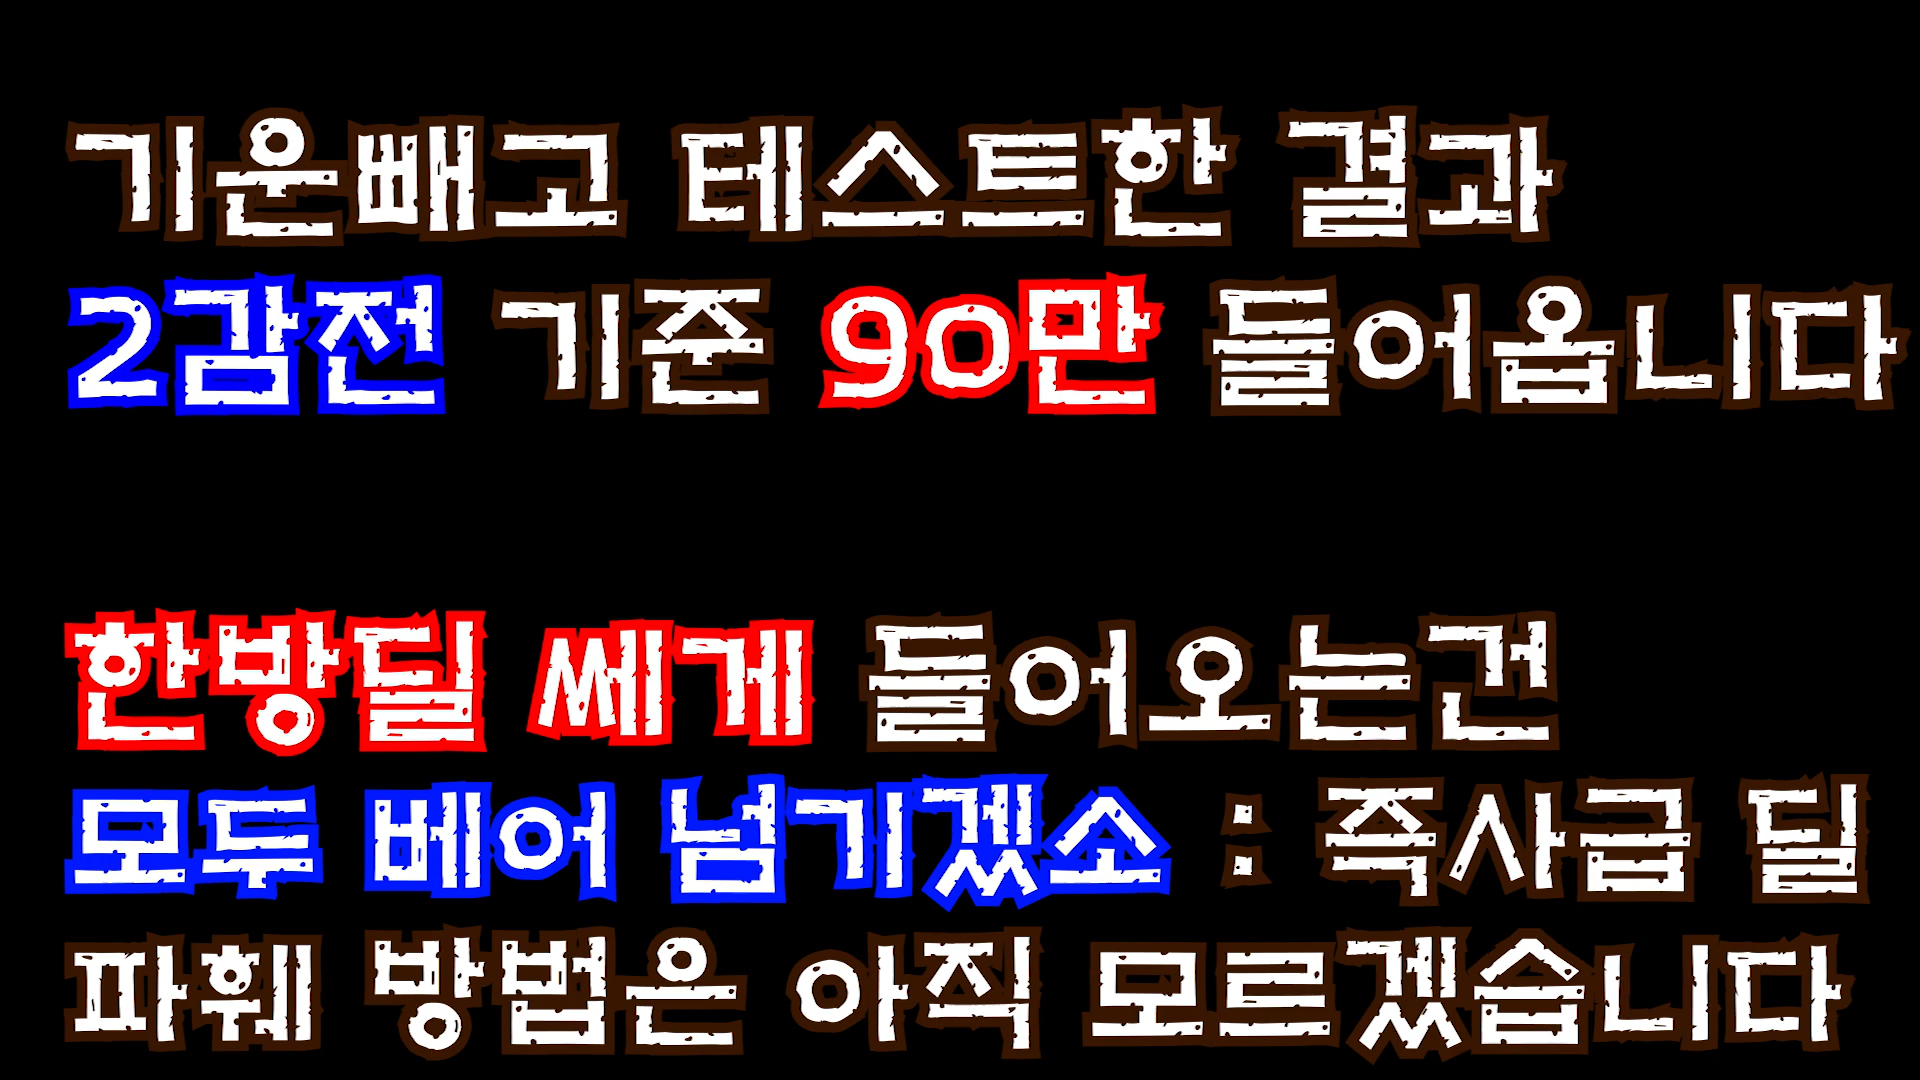 기운빼고 테스트한 결과
2감전 기준 90만 들어옵니다
한방딜 쎄게 들어오는건
모두 베어 넘기겠소 : 즉사급 딜
파훼 방법은 아직 모르겠습니다